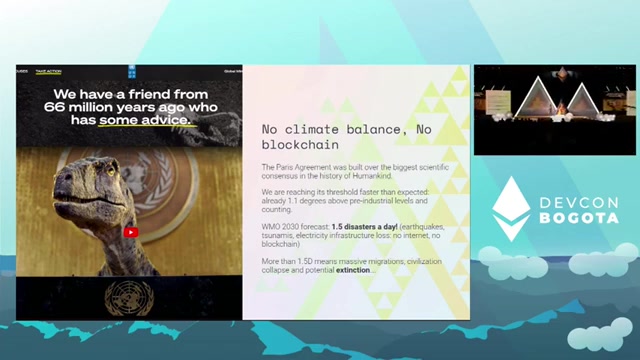 TAKE ACTION
We have a friend from
66 million years ago who
has some advice.
No climate balance, No
blockchain
The Paris Agreement was built over the biggest scientific
consensus in the history of Humankind.
We are reaching its threshold faster than expected:
already 1.1 degrees above pre-industrial levels and
counting.
WMO 2030 forecast: 1.5 disasters a day! (earthquakes,
tsunamis, electricity infrastructure loss: no internet, no
blockchain)
More than 1.5D means massive migrations, civilization
collapse and potential extinction...
DEVCON
BOGOTA